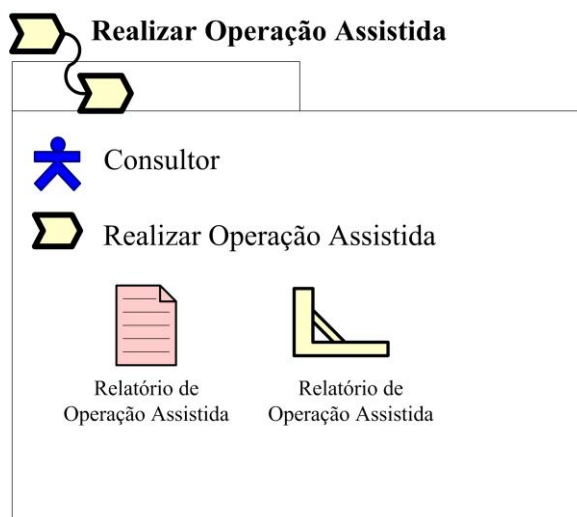 Realizar Operação Assistida
Consultor
Realizar Operação Assistida
Relatório de
Operação Assistida
Relatório de
Operação Assistida